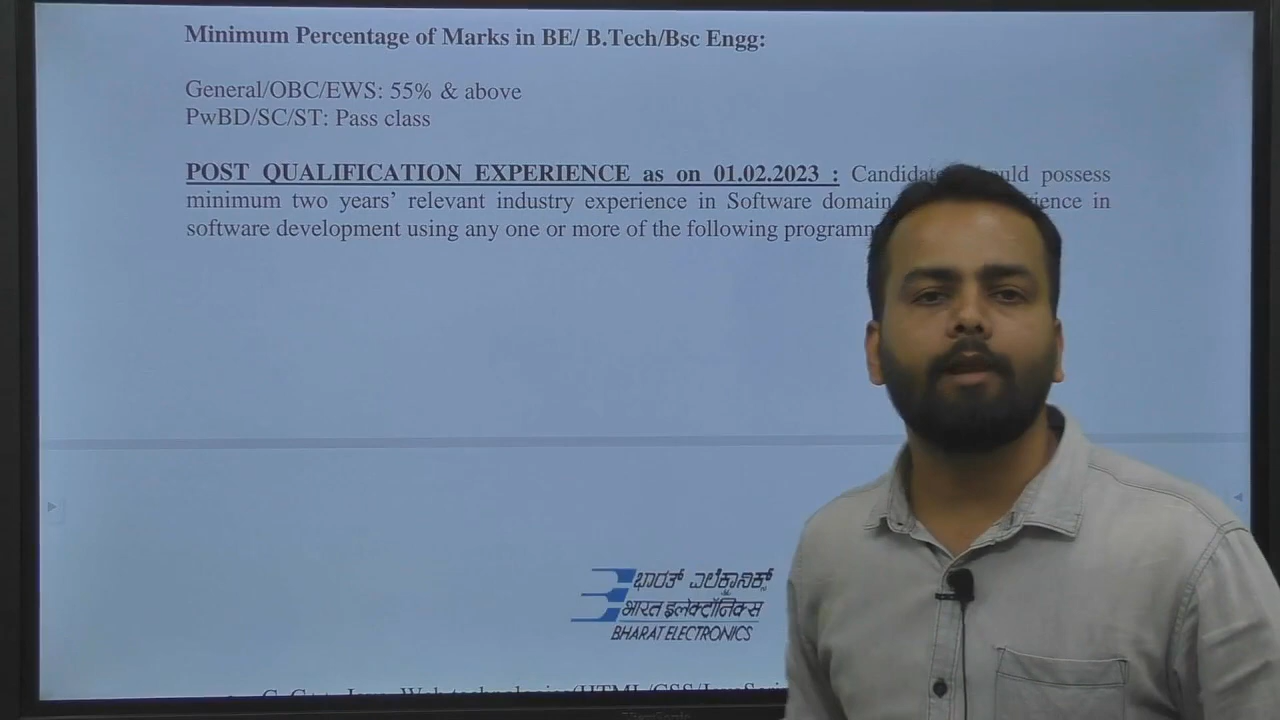 Minimum Percentage of Marks in BE/ B.Tech/Bsc Engg:
General/OBC/EWS: 55% & above
PwBD/SC/ST: Pass class
POST QUALIFICATION EXPERIENCE as on 01.02.2023 : Candidate should possess
minimum two years’ relevant industry experience in Software domain in
software development using any one or more of the following
ಭಾರತ್ ಎಲೆಕ್ಟ್ರಾನಿಕ್ಸ್
भारत इलेक्ट्रॉनिक्स
BHARAT ELECTRONICS